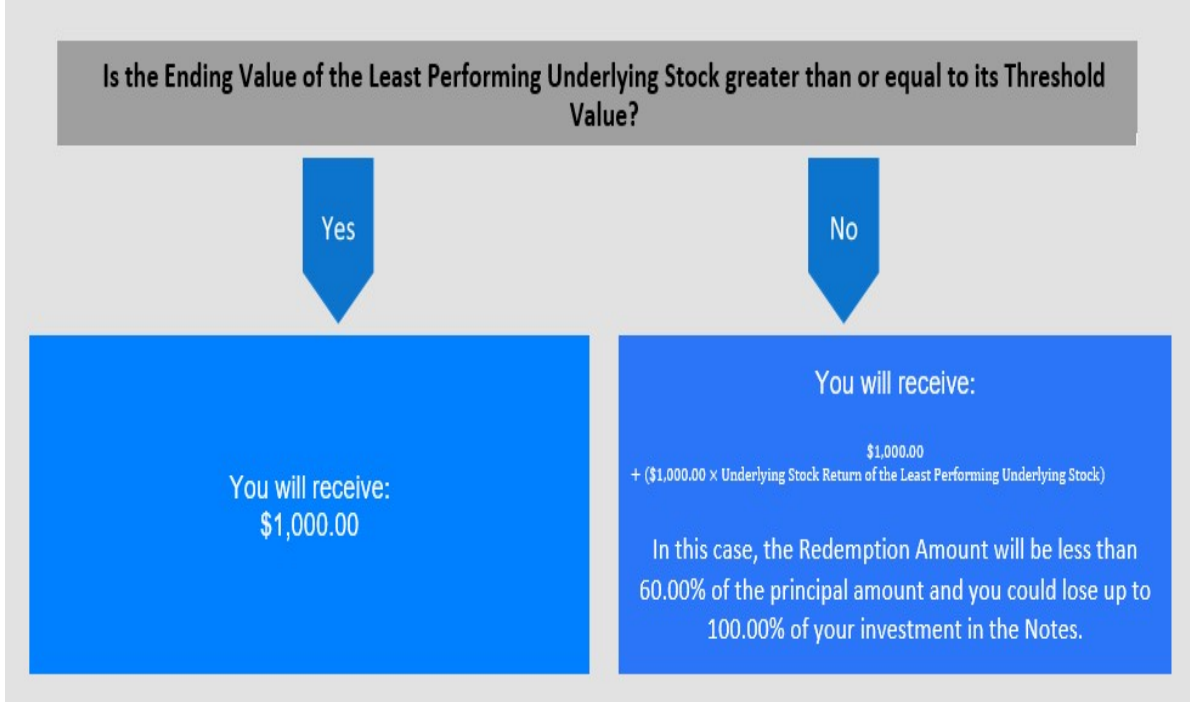 Is the Ending Value of the Least Performing Underlying Stock greater than or equal to its Threshold
Value?
Yes
No
You will receive:
$1,000.00
You will receive:
$1,000.00
+ ($1,000.00 × Underlying Stock Return of the Least Performing Underlying Stock)
In this case, the Redemption Amount will be less than
60.00% of the principal amount and you could lose up to
100.00% of your investment in the Notes.